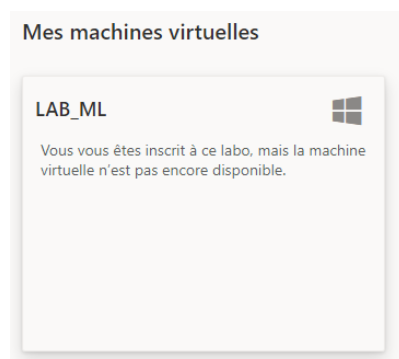 Mes machines virtuelles
LAB_ML
Vous vous êtes inscrit à ce labo, mais la machine
virtuelle n'est pas encore disponible.